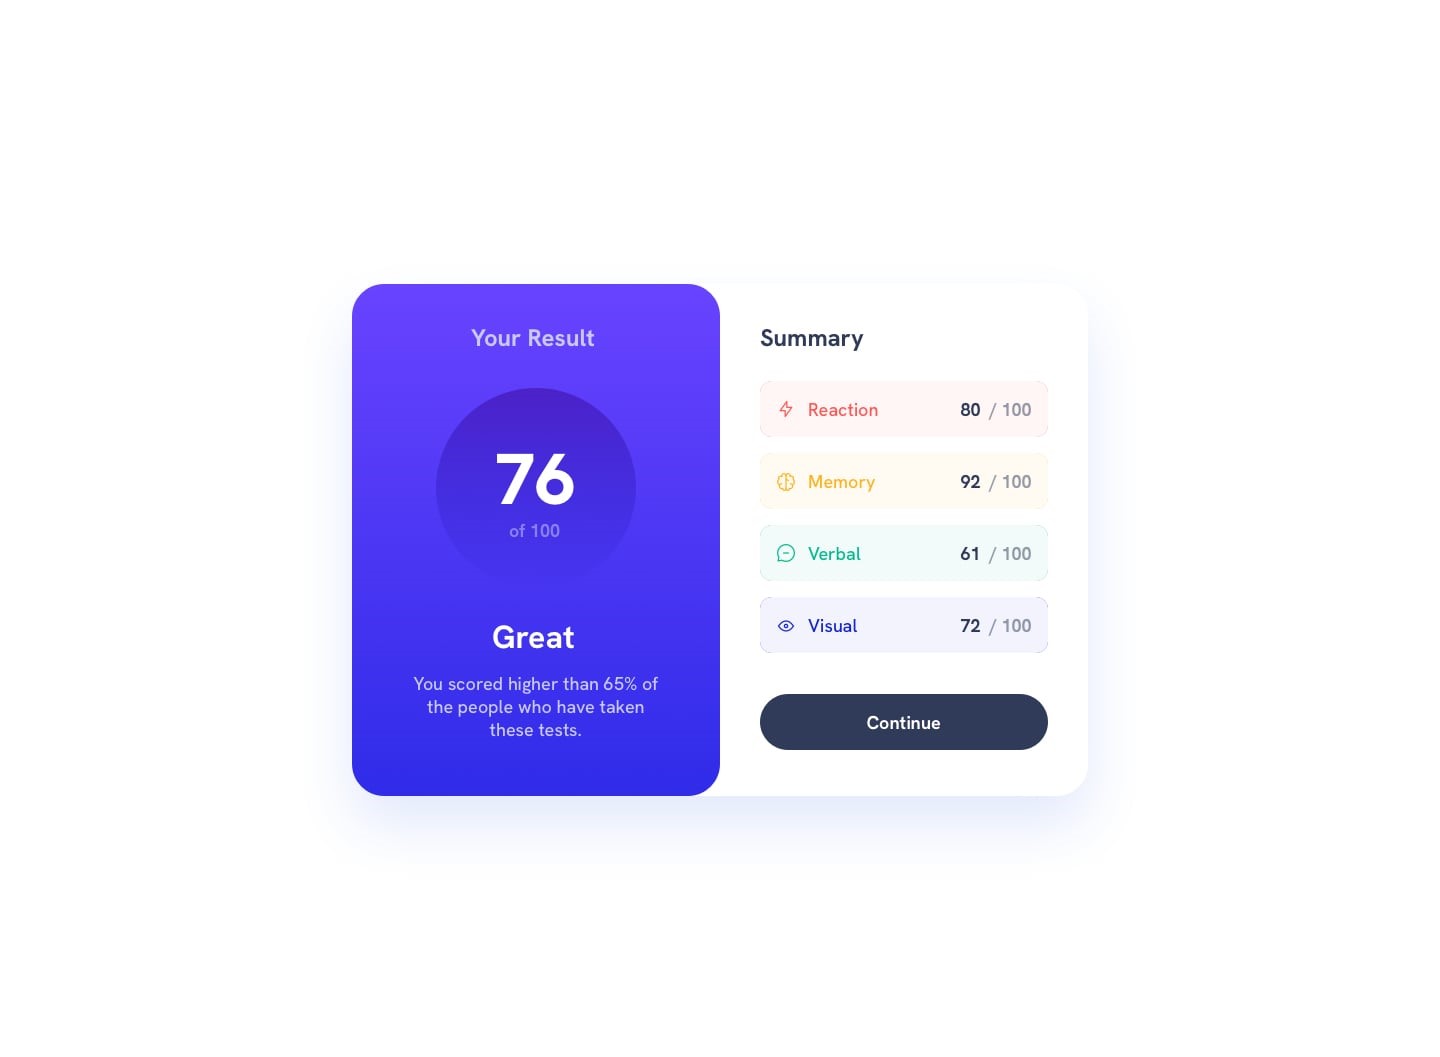 Your Result
76
of 100
Great
You scored higher than 65% of
the people who have taken
these tests.
Summary
Reaction 80 / 100
Memory 92 / 100
Verbal 61 / 100
Visual 72 / 100
Continue